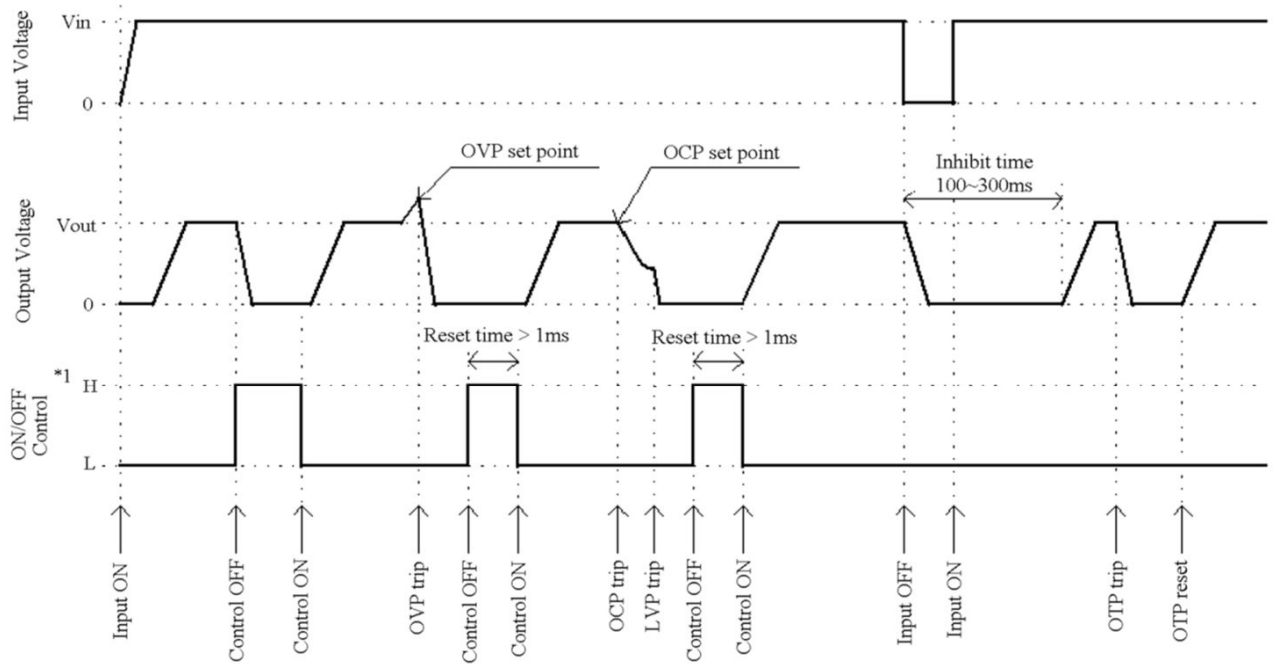 Input Voltage
Vin
0
OVP set point
OCP set point
Inhibit time
100~300ms
Output Voltage
Vout
0
Reset time > 1ms
Reset time > 1ms
ON/OFF
Control
*1
H
L
Input ON
Control OFF
Control ON
OVP trip
Control OFF
Control ON
OCP trip
LVP trip
Control OFF
Control ON
Input OFF
Input ON
OTP trip
OTP reset